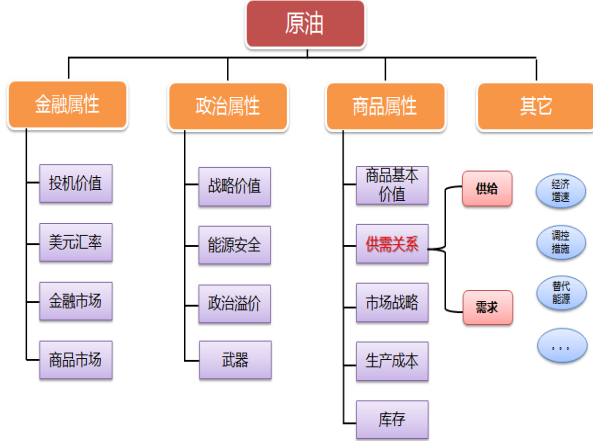 原油
金融属性
政治属性
商品属性
其它
投机价值
美元汇率
金融市场
商品市场
战略价值
能源安全
政治溢价
武器
商品基本
价值
供需关系
市场战略
生产成本
库存
供给
需求
经济
增速
调控
措施
替代
能源
...